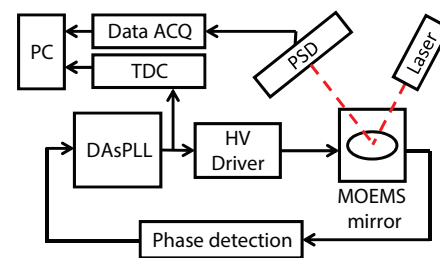 PC
Data ACQ
TDC
PSD
Laser
DAsPLL
HV
Driver
MOEMS
mirror
Phase detection